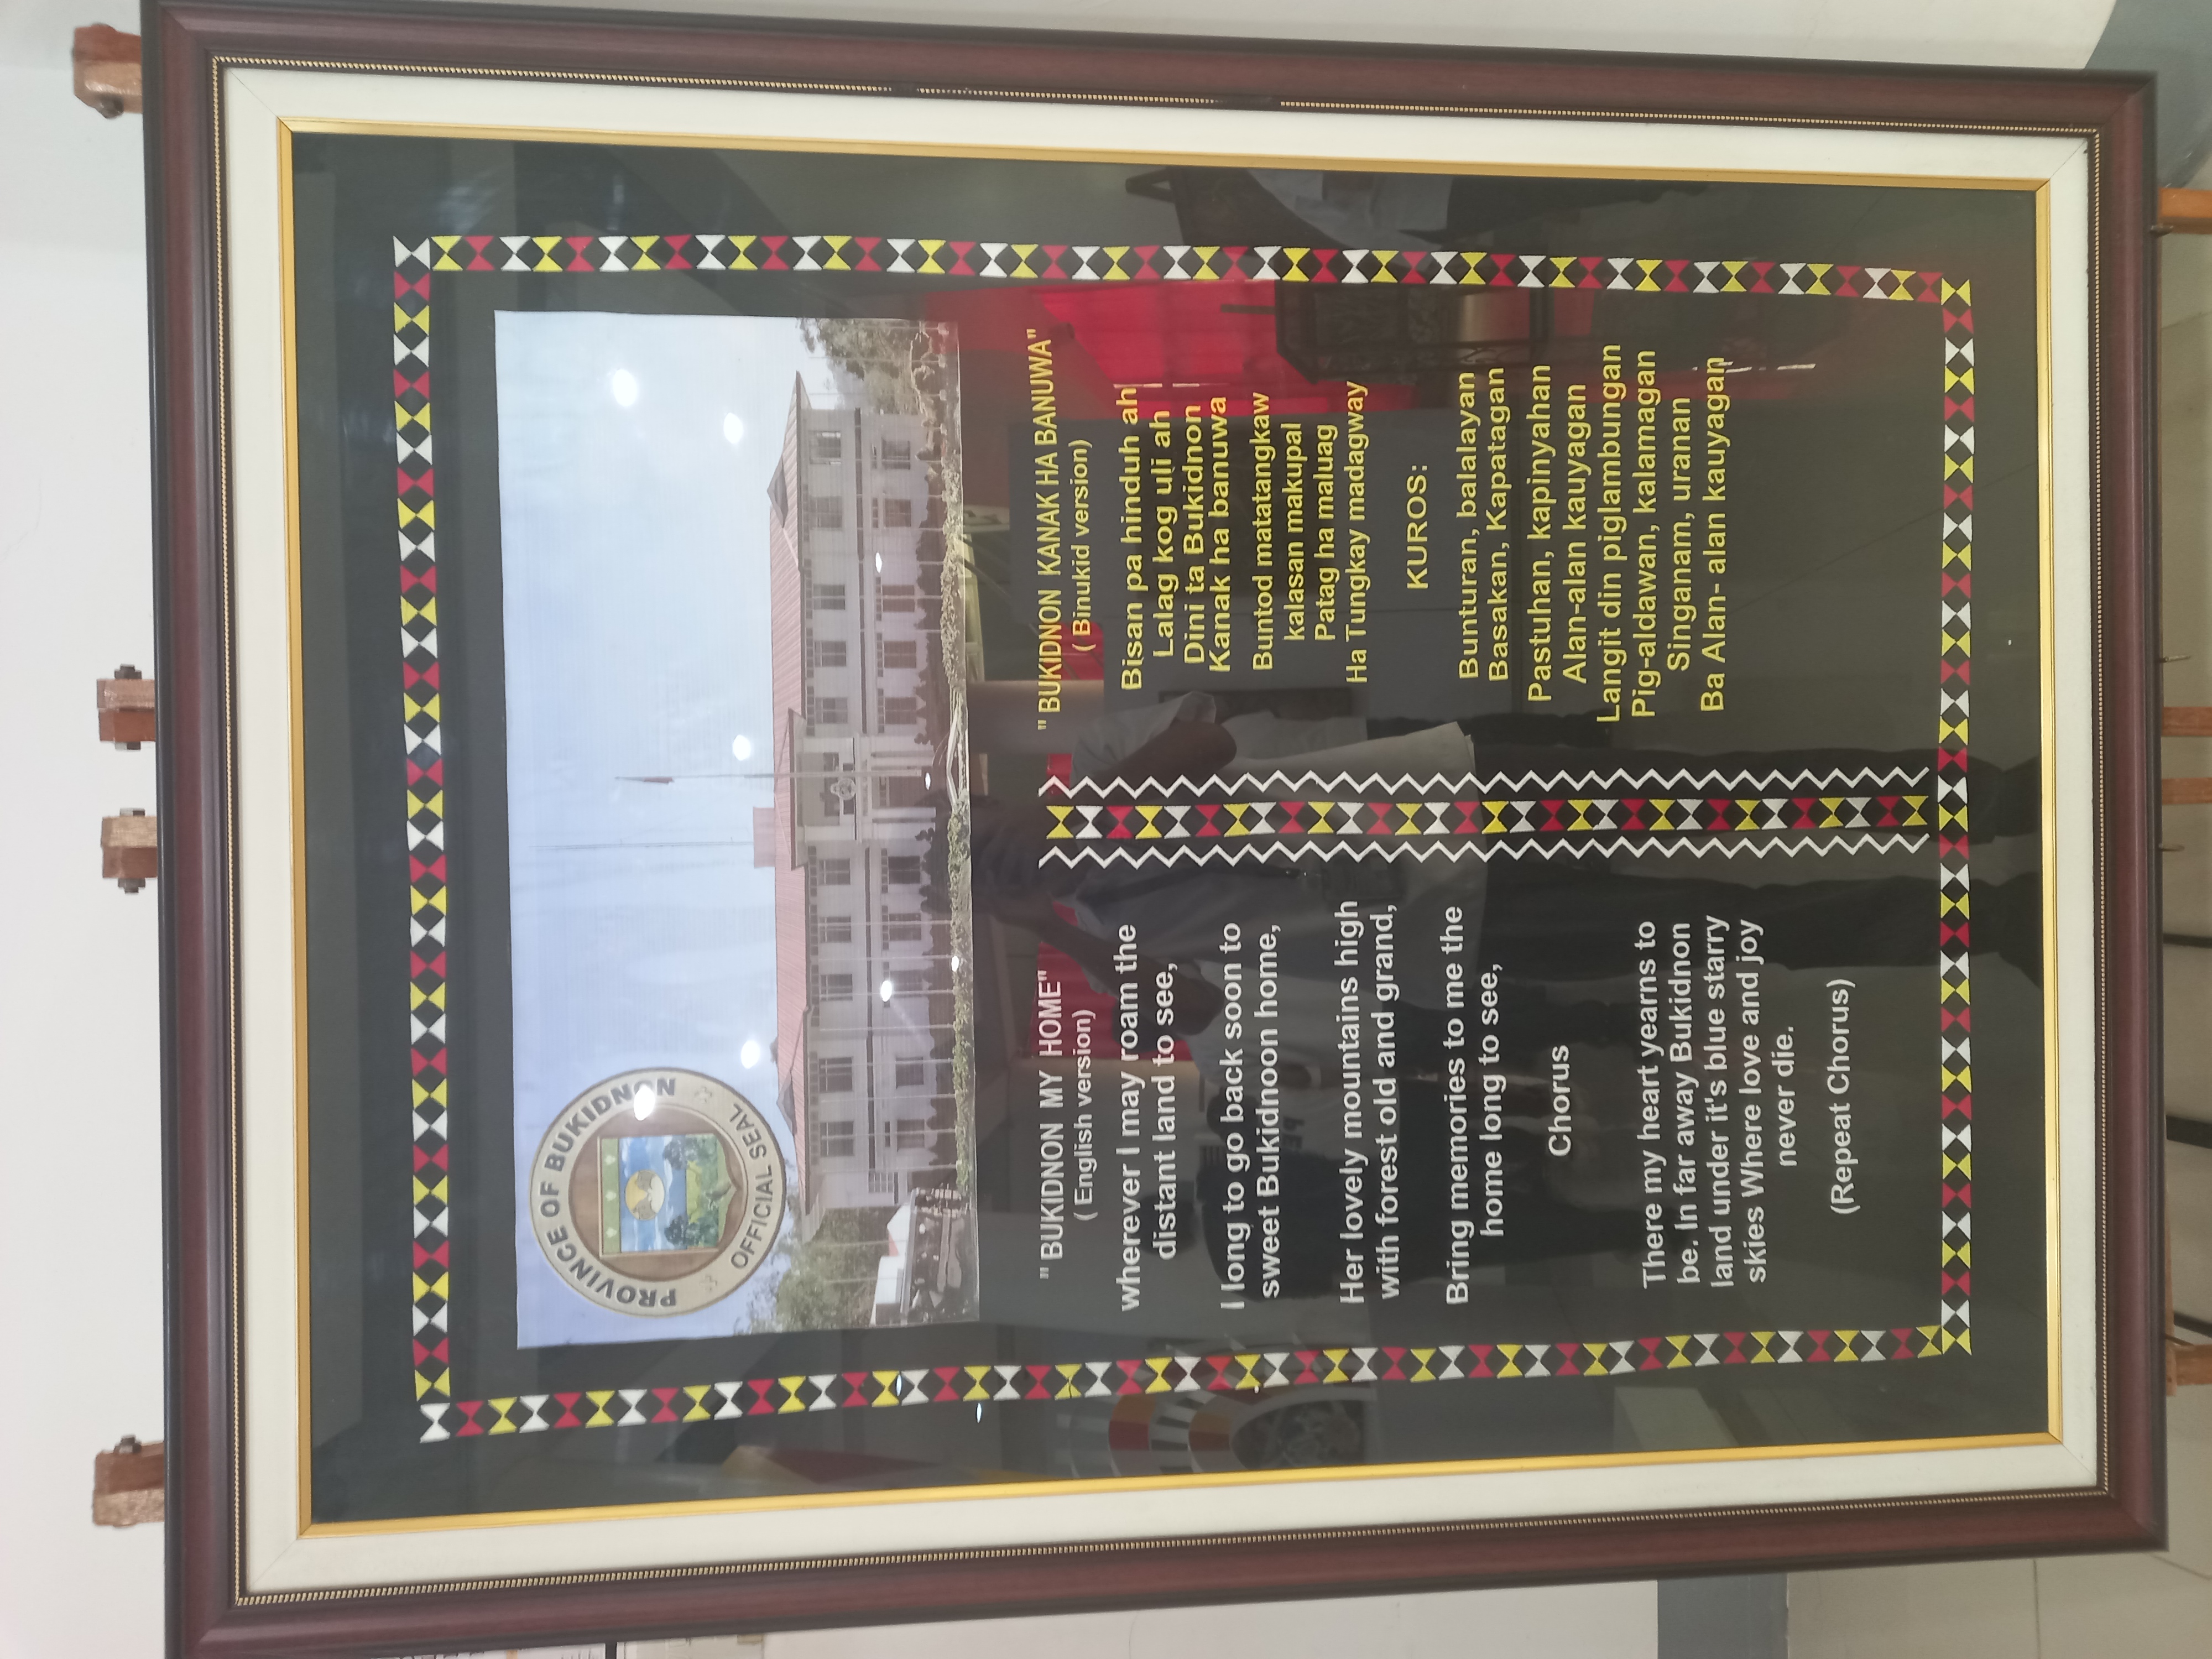 PROVINCE OF BUKIDNON
OFFICIAL SEAL
" BUKIDNON MY HOME"
( English version)
wherever I may roam the
distant land to see,
I long to go back soon to
sweet Bukidnoon home,
Her lovely mountains high
with forest old and grand,
Bring memories to me the
home long to see,
Chorus
There my heart yearns to
be. In far away Bukidnon
land under it's blue starry
skies Where love and joy
never die.
(Repeat Chorus)
" BUKIDNON KANAK HA BANUWA"
( Binukid version)
Bisan pa hinduh ah
Lalag kog uli ah
Dini ta Bukidnon
Kanak ha banuwa
Buntod matatangkaw
kalasan makupal
Patag ha maluag
Ha Tungkay madagway
KUROS:
Bunturan, balalayan
Basakan, Kapatagan
Pastuhan, kapinyahan
Alan-alan kauyagan
Langit din piglambungan
Pig-aldawan, kalamagan
Singanam, uranan
Ba Alan- alan kauyagan